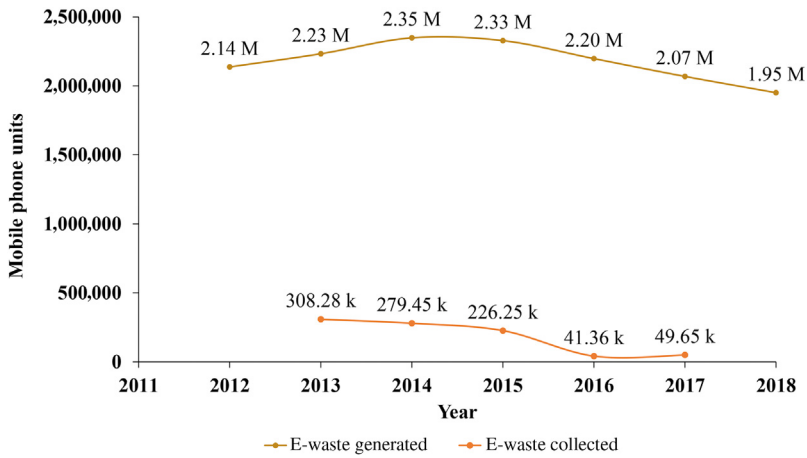 Mobile phone units
2,500,000
2,000,000
1,500,000
1,000,000
500,000
0
2.14 M
2.23 M
2.35 M
2.33 M
2.20 M
2.07 M
1.95 M
308.28 k
279.45 k
226.25 k
41.36 k
49.65 k
2011
2012
2013
2014
2015
2016
2017
2018
Year
E-waste generated
E-waste collected